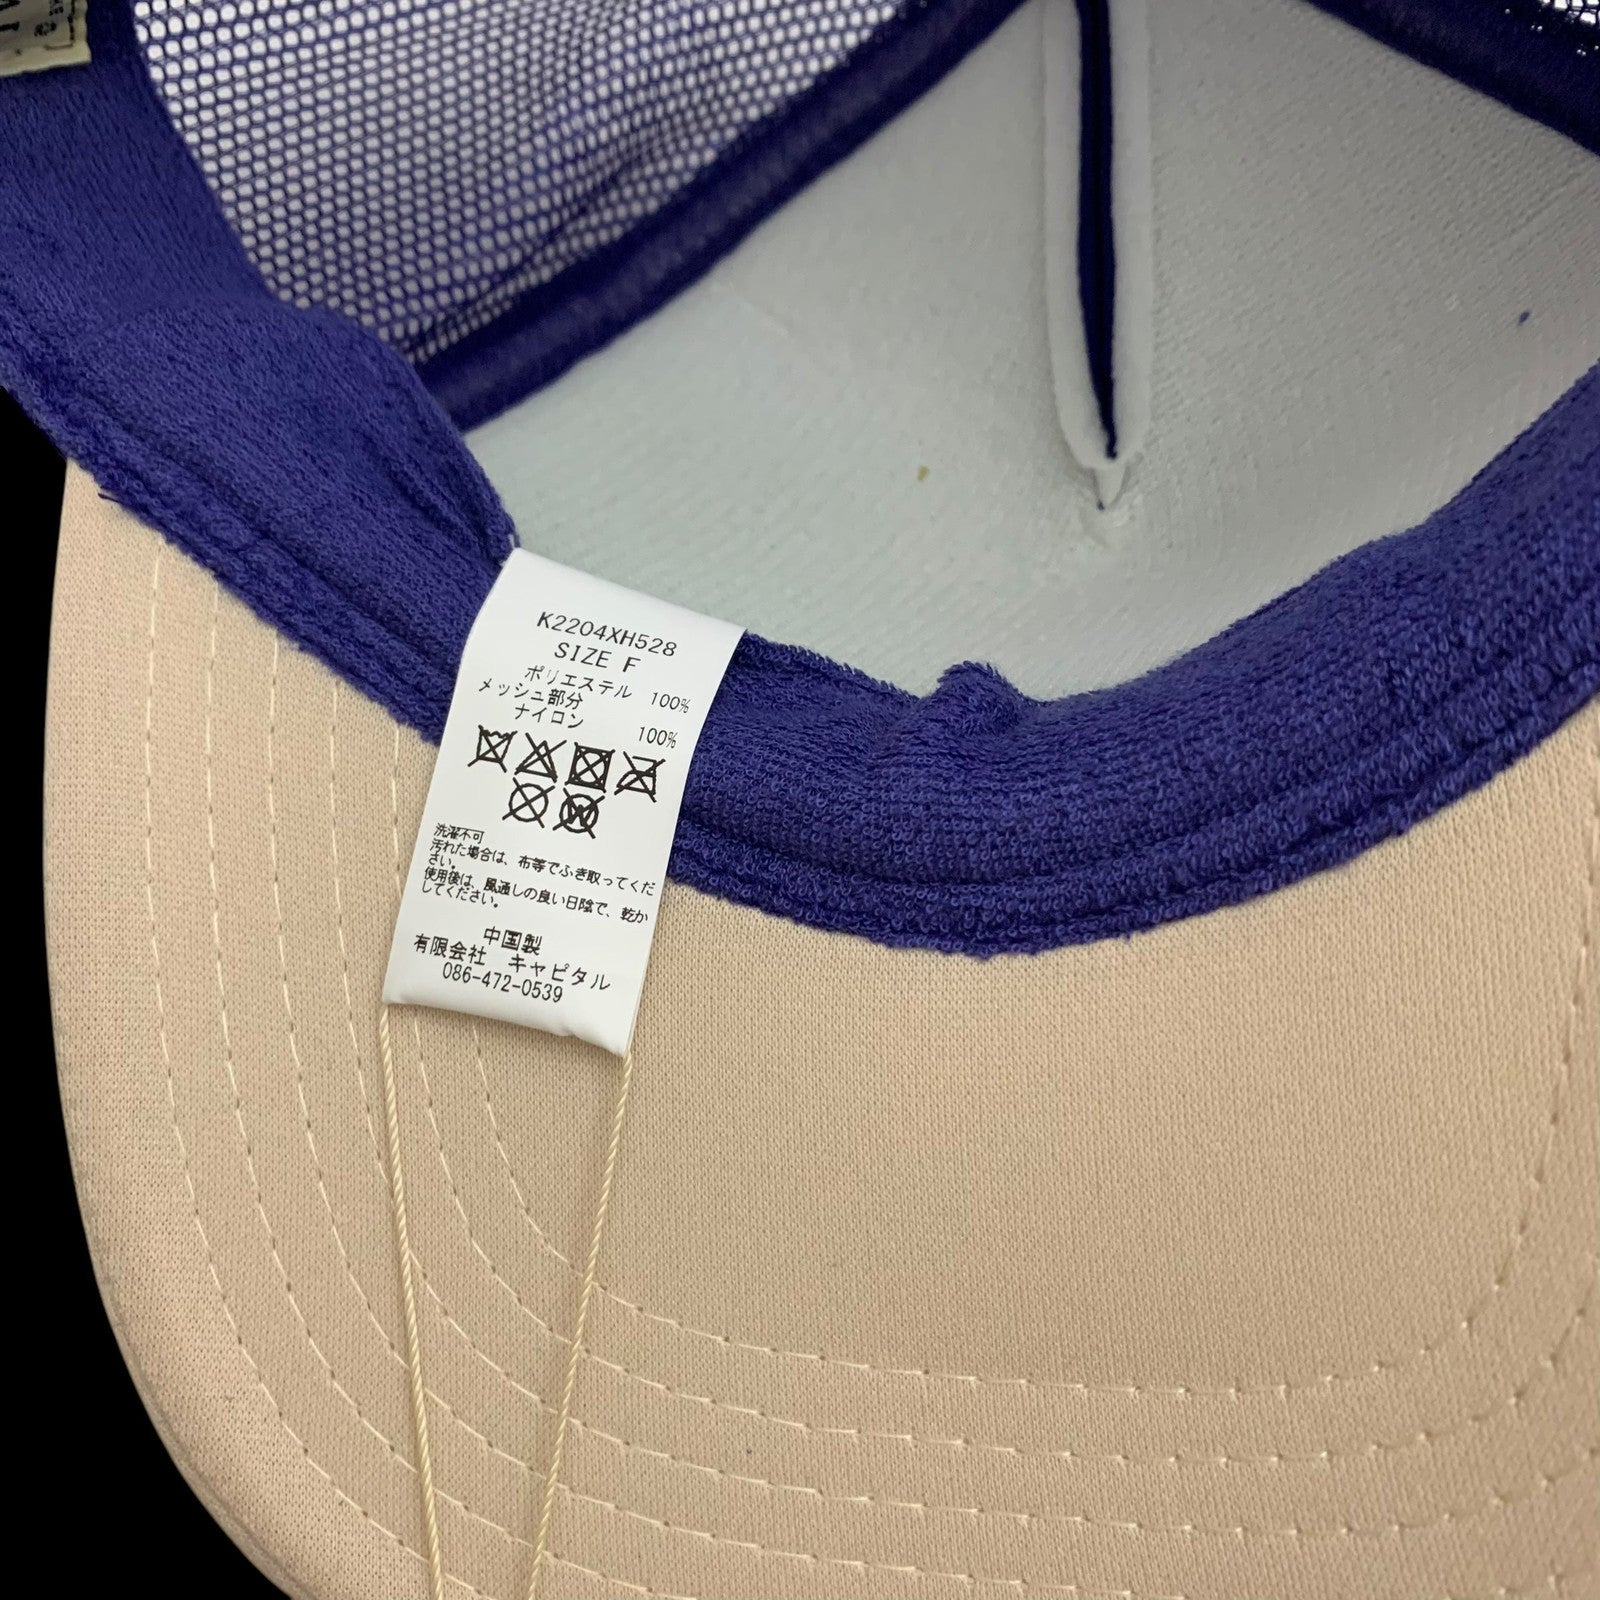 K2204XH528
SIZE F
ポリエステル 100%
メッシュ部分
ナイロン 100%
洗濯不可
汚れた場合は、布等でふき取ってくだ
さい。
使用後は、風通しの良い日陰で、乾か
してください。
中国製
有限会社 キャピタル
086-472-0539